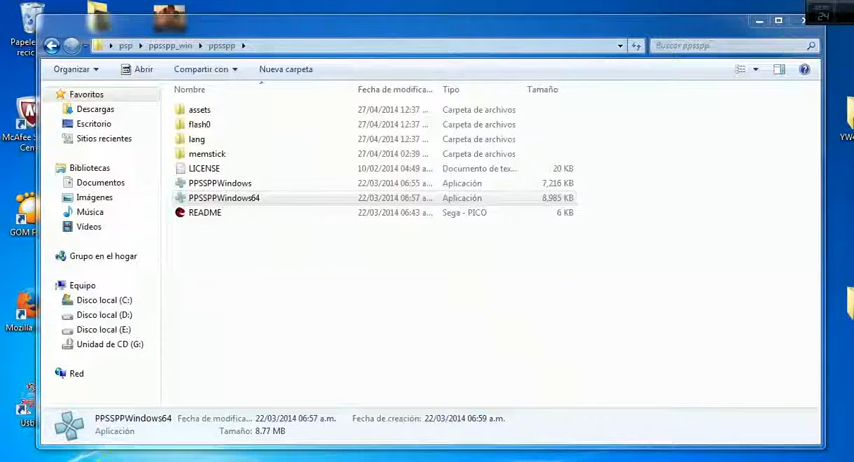 Papele
recic
24
psp ppsspp_win ppsspp
Buscar ppsspp
Organizar Abrir Compartir con Nueva carpeta
Nombre Fecha de modifica... Tipo Tamaño
Favoritos
Descargas
Escritorio
Sitios recientes
Bibliotecas
Documentos
Imágenes
Música
Vídeos
Grupo en el hogar
Equipo
Disco local (C:)
Disco local (D:)
Disco local (E:)
Unidad de CD (G:)
Red
assets 27/04/2014 12:37 ... Carpeta de archivos
flash0 27/04/2014 12:37 ... Carpeta de archivos
lang 27/04/2014 12:37 ... Carpeta de archivos
memstick 27/04/2014 02:39 ... Carpeta de archivos
LICENSE 10/02/2014 04:49 a... Documento de tex... 20 KB
PPSSPPWindows 22/03/2014 06:55 a... Aplicación 7,216 KB
PPSSPPWindows64 22/03/2014 06:57 a... Aplicación 8,985 KB
README 22/03/2014 06:43 a... Sega - PICO 6 KB
McAfee
Cen
GOM
Mozilla
Usb
YW4
PPSSPPWindows64 Fecha de modifica... 22/03/2014 06:57 a.m. Fecha de creación: 22/03/2014 06:59 a.m.
Aplicación Tamaño: 8.77 MB